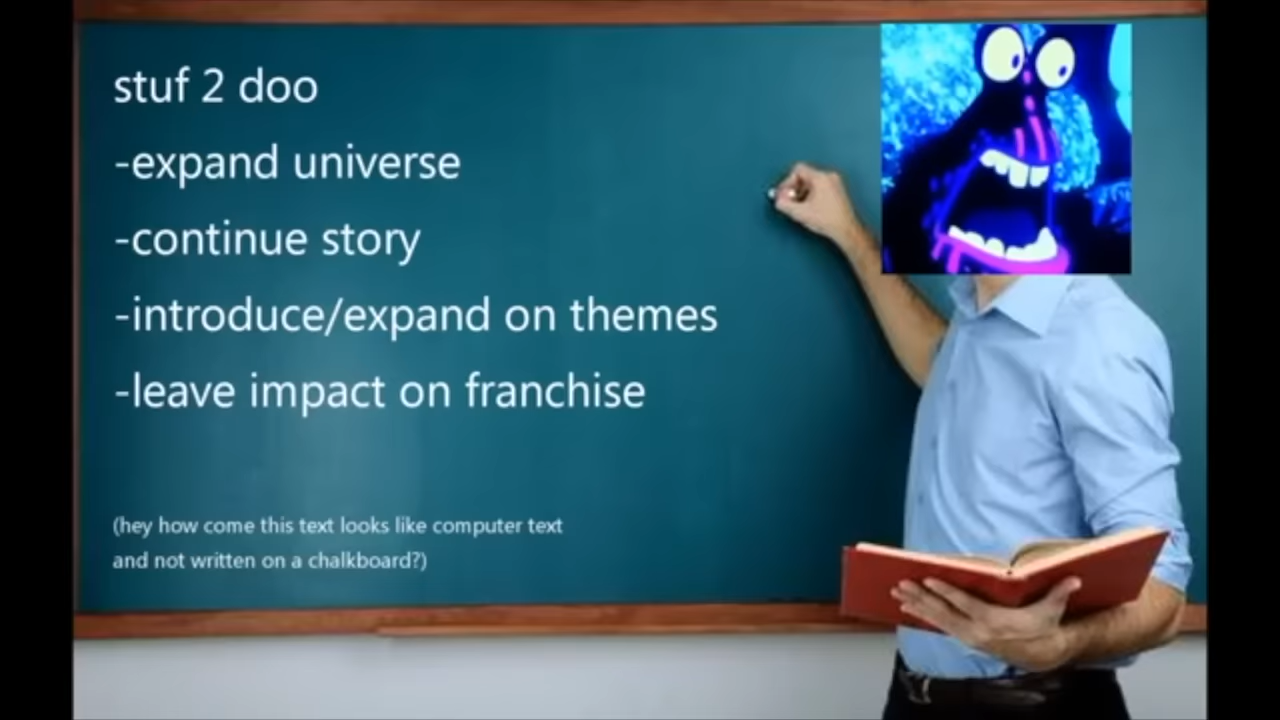 stuf 2 doo
-expand universe
-continue story
-introduce/expand on themes
-leave impact on franchise
(hey how come this text looks like computer text
and not written on a chalkboard?)